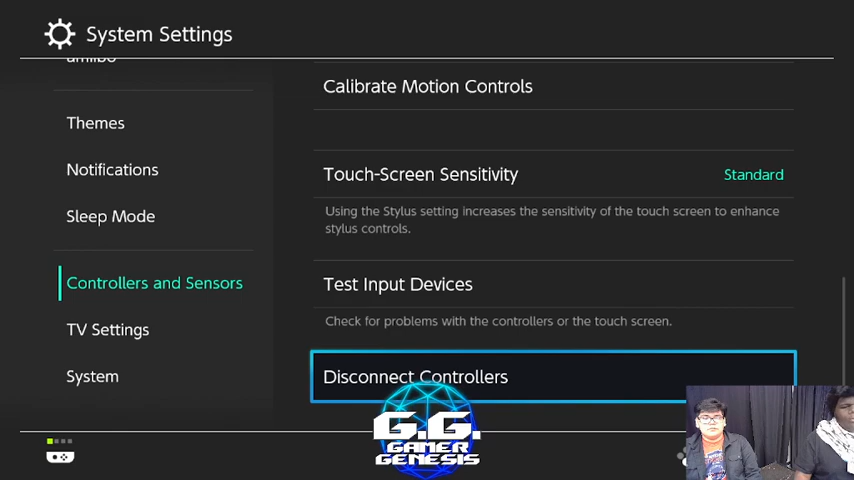 System Settings
amiibo
Themes
Notifications
Sleep Mode
Controllers and Sensors
TV Settings
System
Calibrate Motion Controls
Touch-Screen Sensitivity
Standard
Using the Stylus setting increases the sensitivity of the touch screen to enhance
stylus controls.
Test Input Devices
Check for problems with the controllers or the touch screen.
Disconnect Controllers
G.G.
GAMER
GENESIS